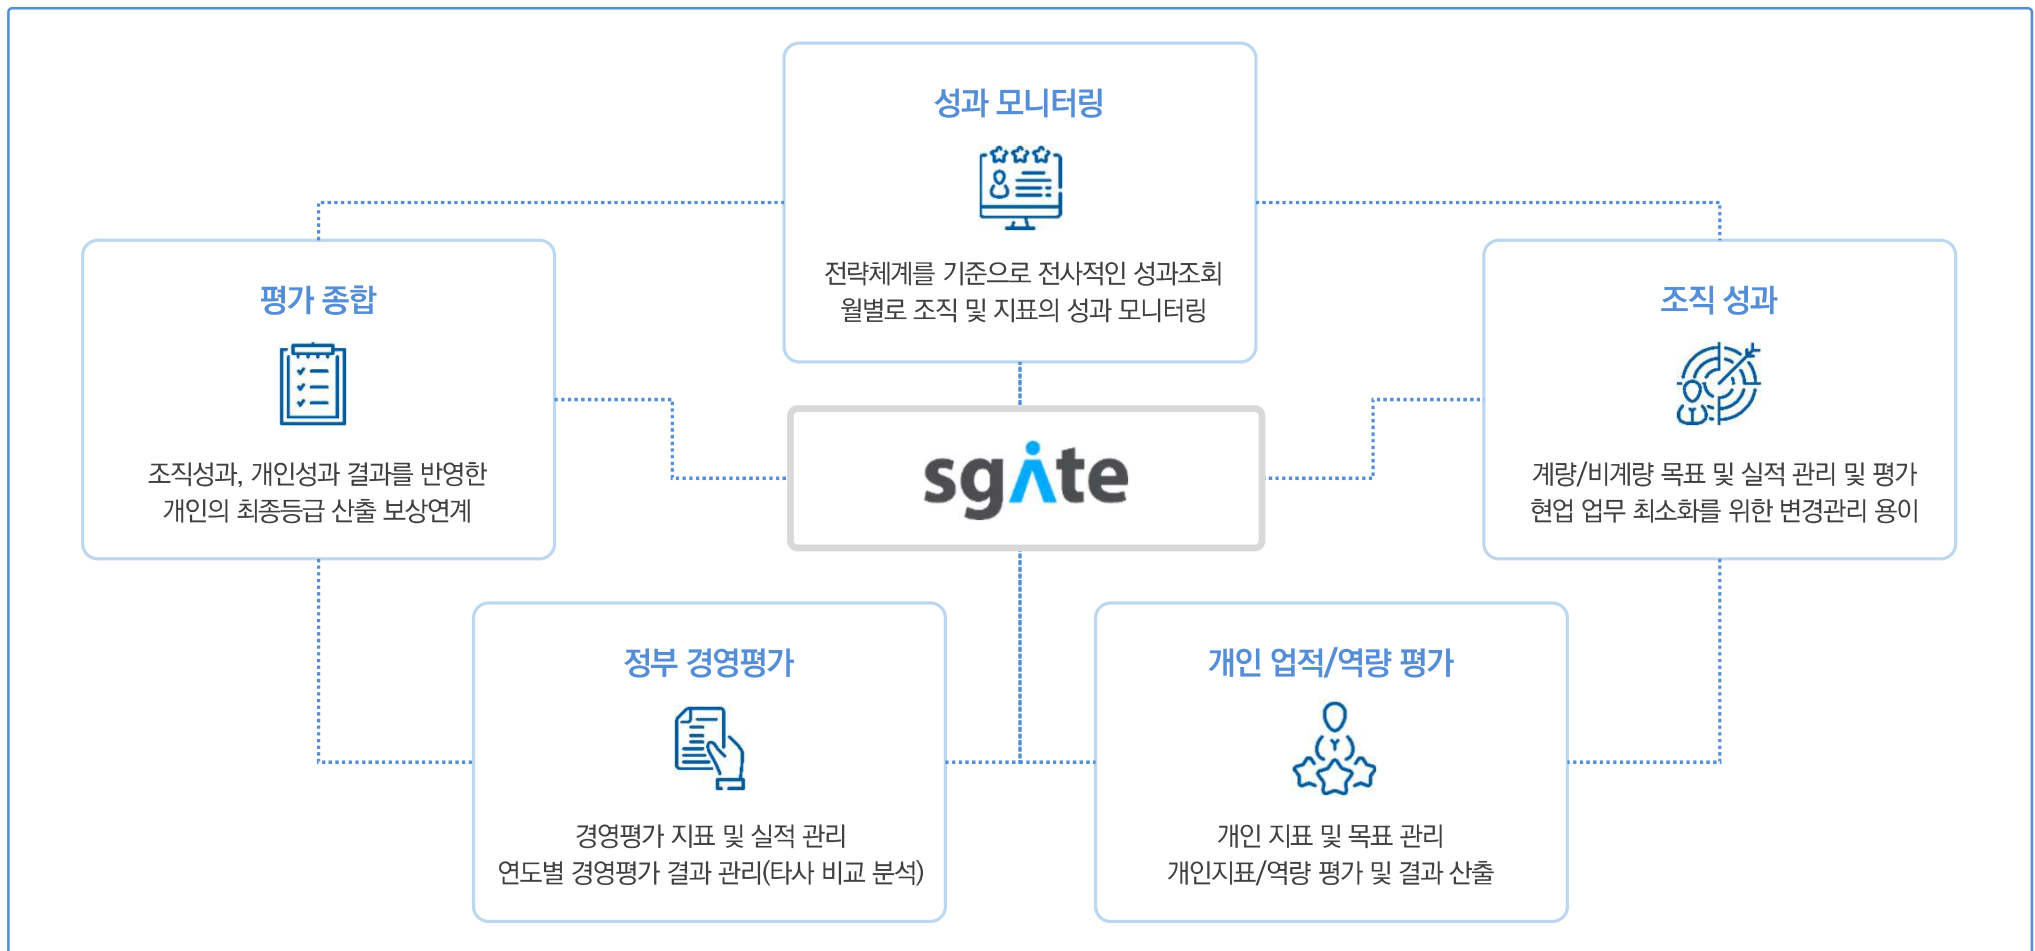 성과 모니터링
전략체계를 기준으로 전사적인 성과조회
월별로 조직 및 지표의 성과 모니터링
평가 종합
조직성과, 개인성과 결과를 반영한
개인의 최종등급 산출 보상연계
sgate
조직 성과
계량/비계량 목표 및 실적 관리 및 평가
현업 업무 최소화를 위한 변경관리 용이
정부 경영평가
경영평가 지표 및 실적 관리
연도별 경영평가 결과 관리(타사 비교 분석)
개인 업적/역량 평가
개인 지표 및 목표 관리
개인지표/역량 평가 및 결과 산출